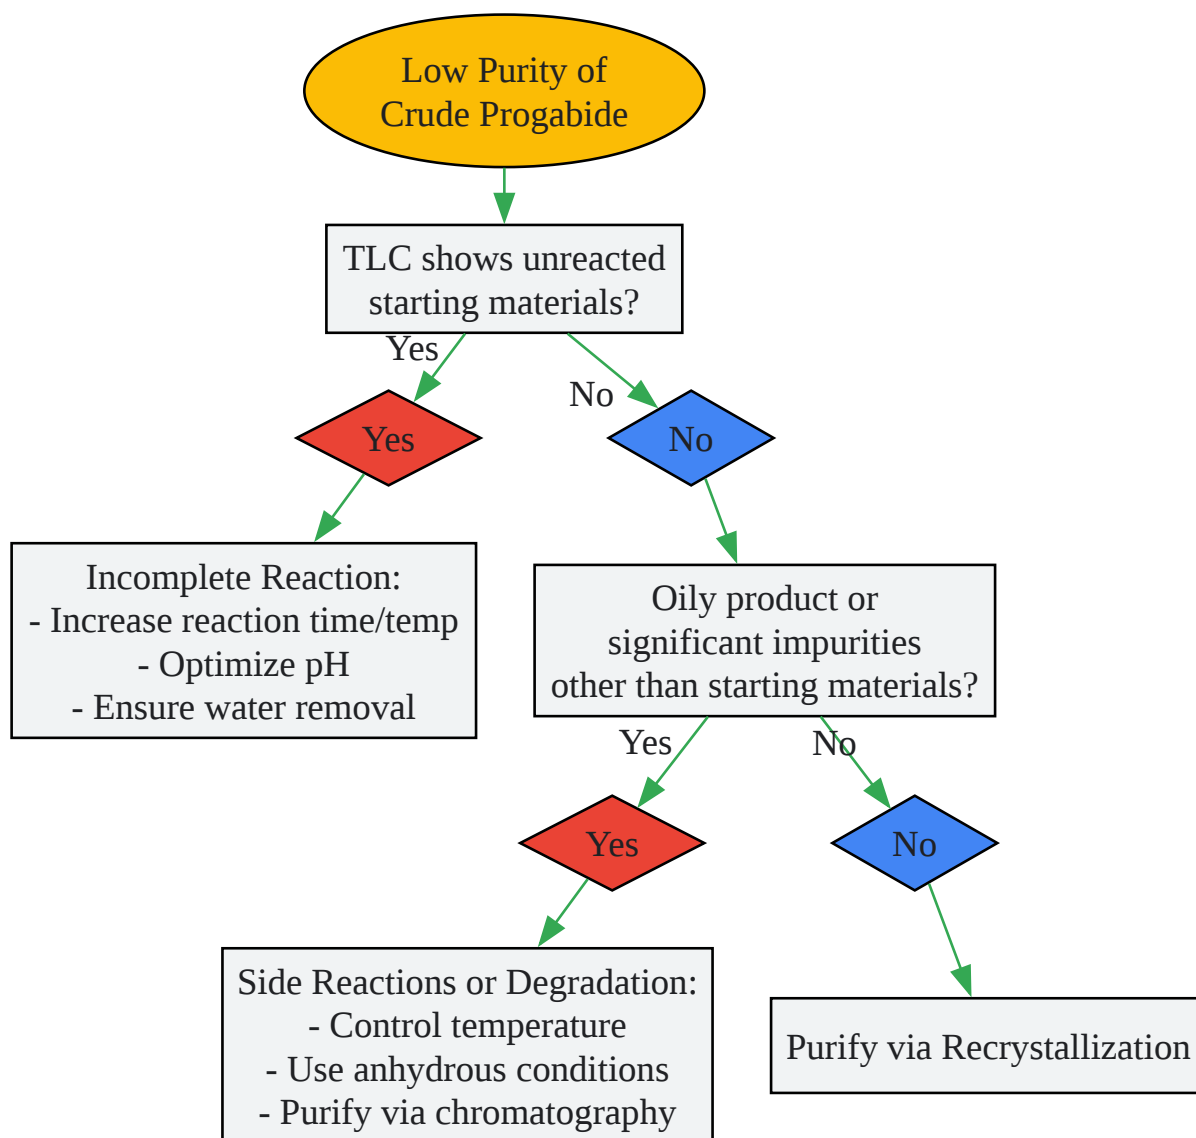 Low Purity of
Crude Progabide
TLC shows unreacted
starting materials?
Yes
No
Yes
No
Incomplete Reaction:
- Increase reaction time/temp
- Optimize pH
- Ensure water removal
Oily product or
significant impurities
other than starting materials?
Yes
No
Yes
No
Side Reactions or Degradation:
- Control temperature
- Use anhydrous conditions
- Purify via chromatography
Purify via Recrystallization